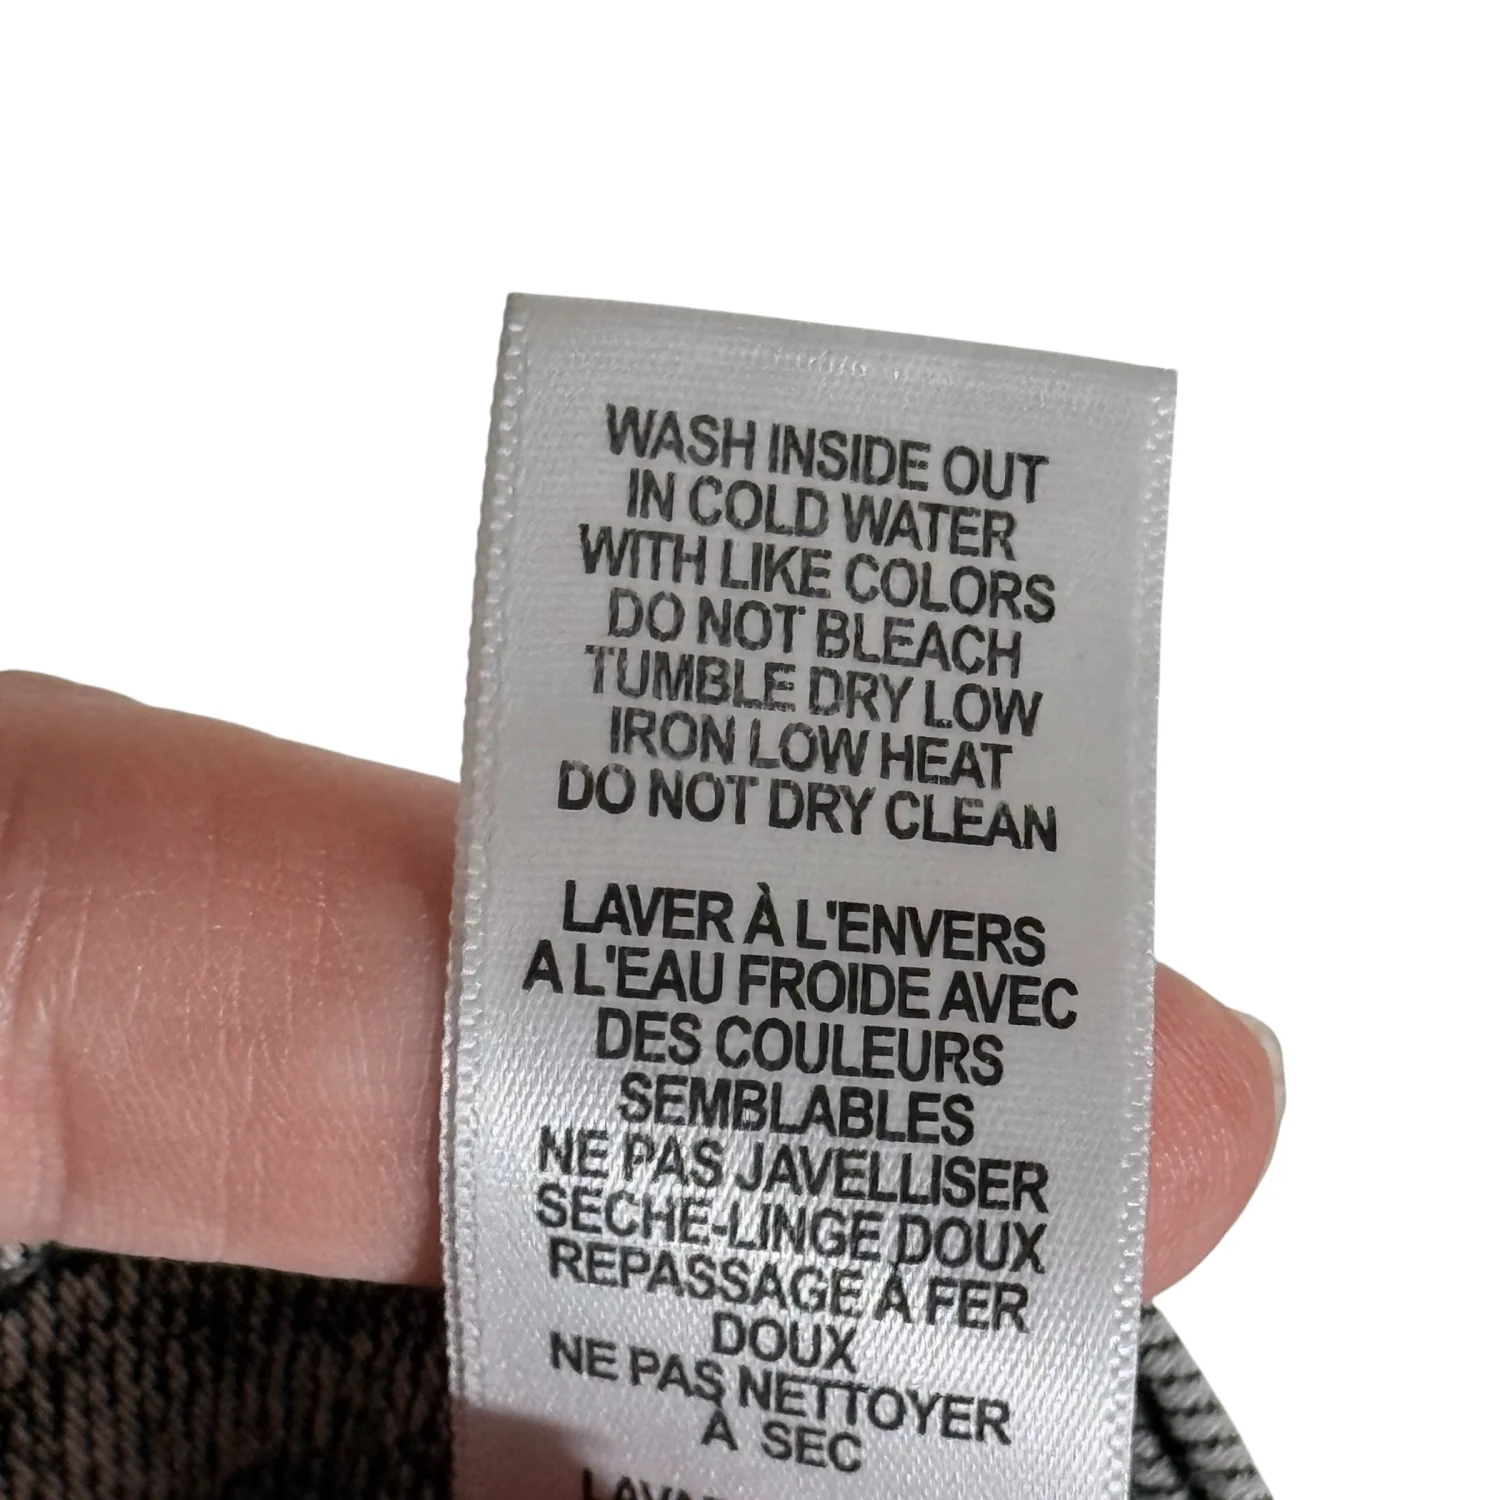 WASH INSIDE OUT
IN COLD WATER
WITH LIKE COLORS
DO NOT BLEACH
TUMBLE DRY LOW
IRON LOW HEAT
DO NOT DRY CLEAN
LAVER À L'ENVERS
A L'EAU FROIDE AVEC
DES COULEURS
SEMBLABLES
NE PAS JAVELLISER
SECHE-LINGE DOUX
REPASSAGE À FER
DOUX
NE PAS NETTOYER
À SEC